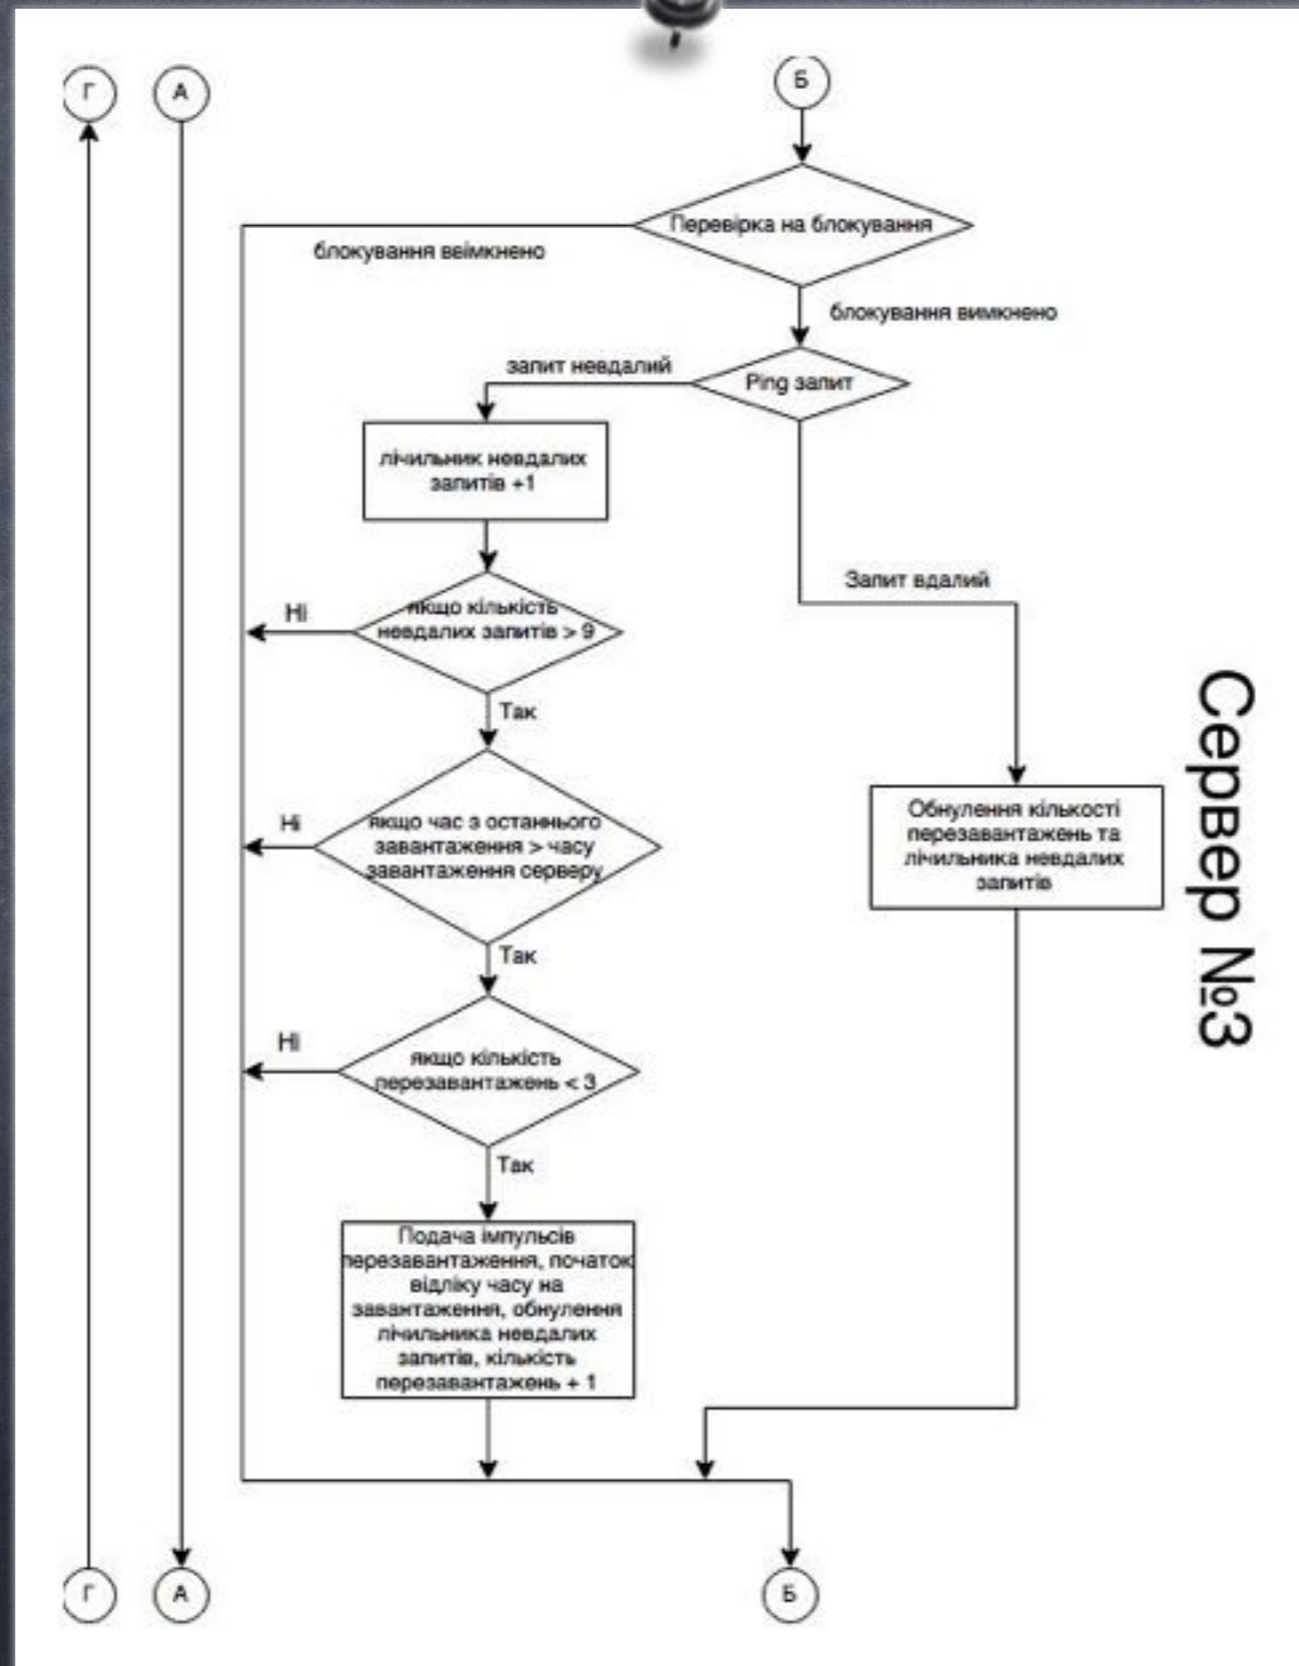 Г
А
Б
Перевірка на блокування
блокування ввімкнено
блокування вимкнено
Ping запит
запит невдалий
лічильник невдалих
запитів +1
Запит вдалий
якщо кількість
невдалих запитів > 9
Ні
Так
якщо час з останнього
завантаження > часу
завантаження серверу
Ні
Так
Обнулення кількості
перезавантажень та
лічильника невдалих
запитів
Сервер №3
якщо кількість
перезавантажень < 3
Ні
Так
Подача імпульсів
перезавантаження, початок
відліку часу на
завантаження, обнулення
лічильника невдалих
запитів, кількість
перезавантажень + 1
Г
А
Б